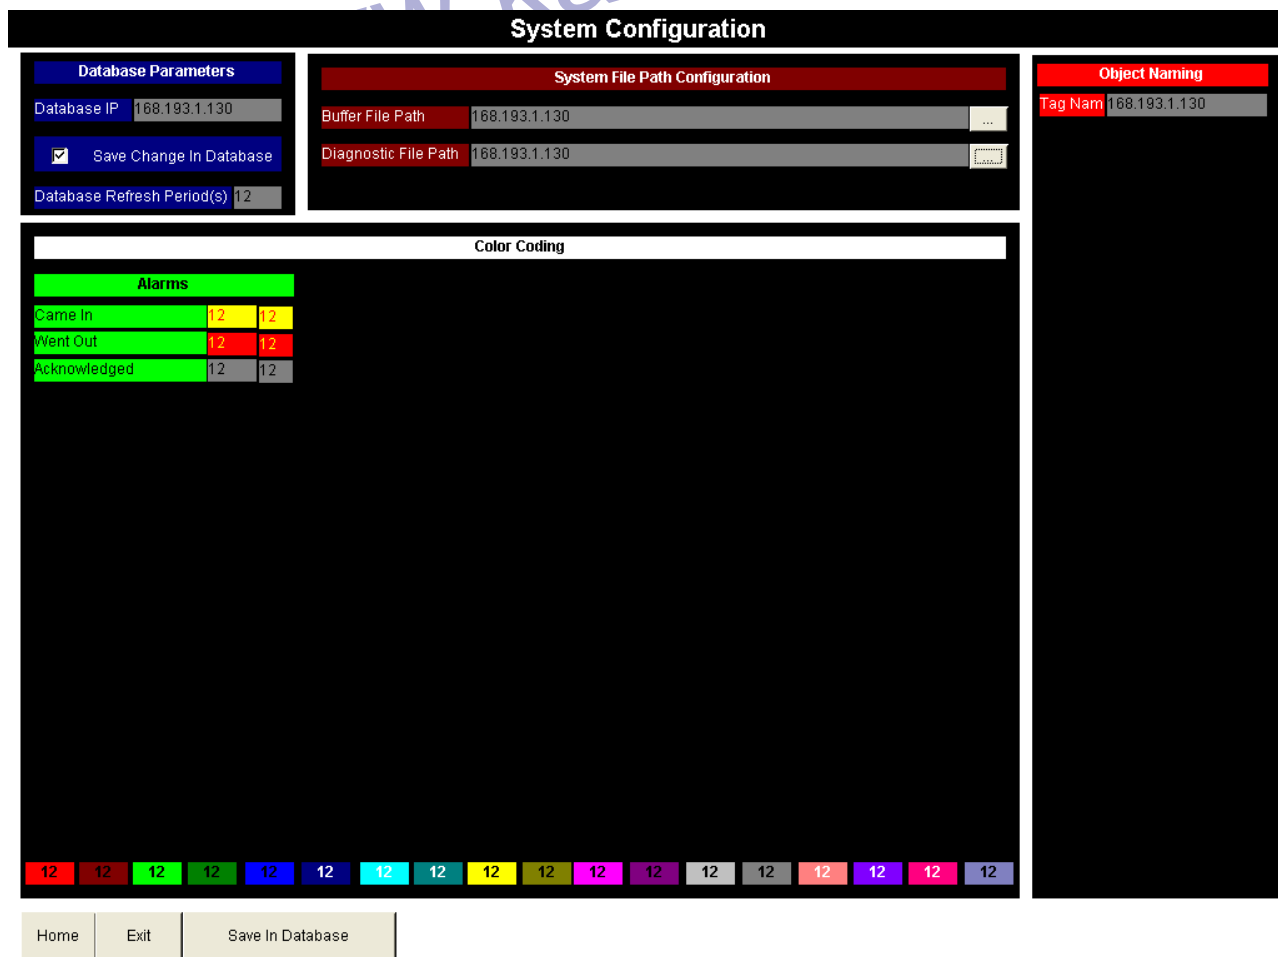 System Configuration
Database Parameters
Database IP 168.193.1.130
Save Change In Database
Database Refresh Period(s) 12
System File Path Configuration
Buffer File Path 168.193.1.130 ...
Diagnostic File Path 168.193.1.130 ...
Object Naming
Tag Nam 168.193.1.130
Color Coding
Alarms
Came In 12 12
Went Out 12 12
Acknowledged 12 12
12 12 12 12 12 12 12 12 12 12 12 12 12 12 12 12 12 12
Home Exit Save In Database